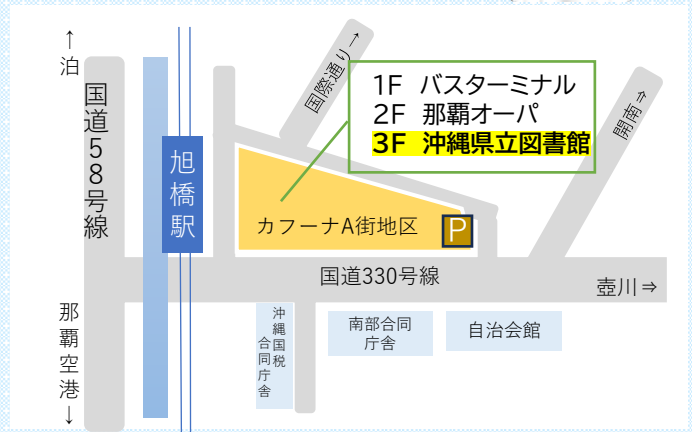 ↑
泊
国道58号線
那覇空港
↓
旭橋駅
国際通り→
1F バスターミナル
2F 那覇オーパ
3F 沖縄県立図書館
開南⇒
カフーナA街地区
P
国道330号線
壺川⇒
沖縄国税
合同庁舎
南部合同
庁舎
自治会館